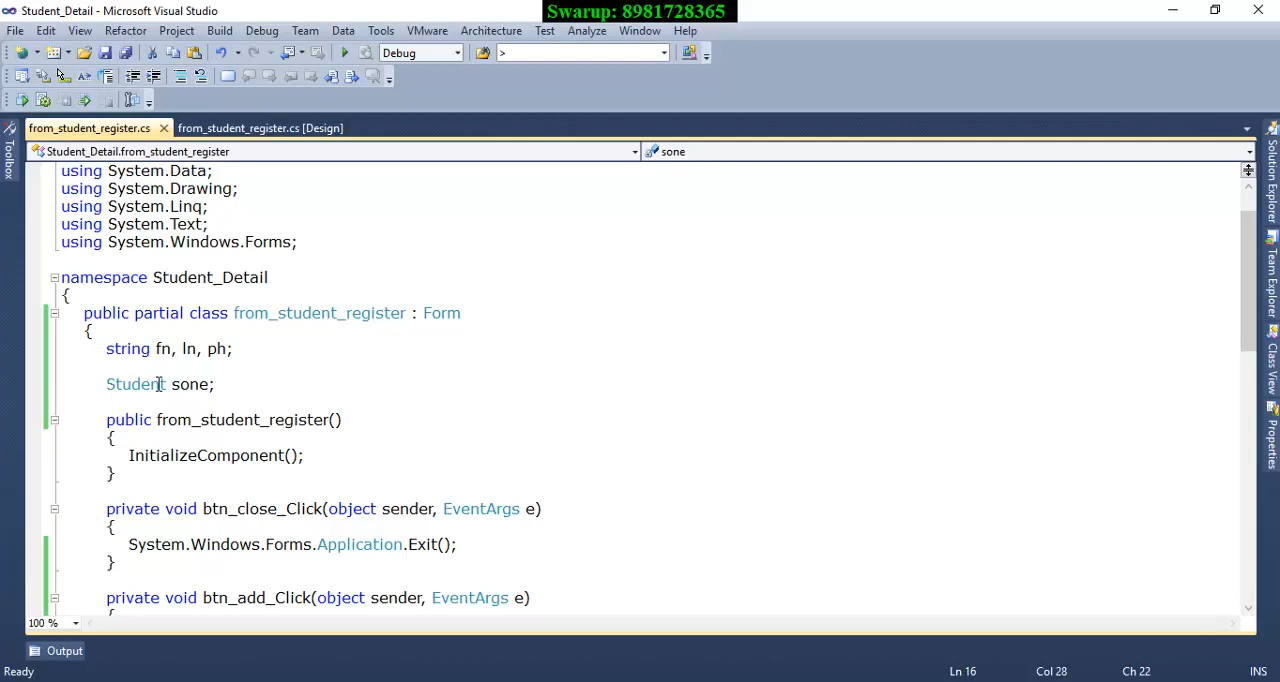 Student_Detail - Microsoft Visual Studio
Swarup: 8981728365
File Edit View Refactor Project Build Debug Team Data Tools VMware Architecture Test Analyze Window Help
Debug >
from_student_register.cs from_student_register.cs [Design]
Student_Detail.from_student_register sone
using System.Data;
using System.Drawing;
using System.Linq;
using System.Text;
using System.Windows.Forms;
namespace Student_Detail
{
public partial class from_student_register : Form
{
string fn, ln, ph;
Student sone;
public from_student_register()
{
InitializeComponent();
}
private void btn_close_Click(object sender, EventArgs e)
{
System.Windows.Forms.Application.Exit();
}
private void btn_add_Click(object sender, EventArgs e)
{
100 %
Output
Ready Ln 16 Col 28 Ch 22 INS
Toolbox
Solution Explorer
Team Explorer
Class View
Properties